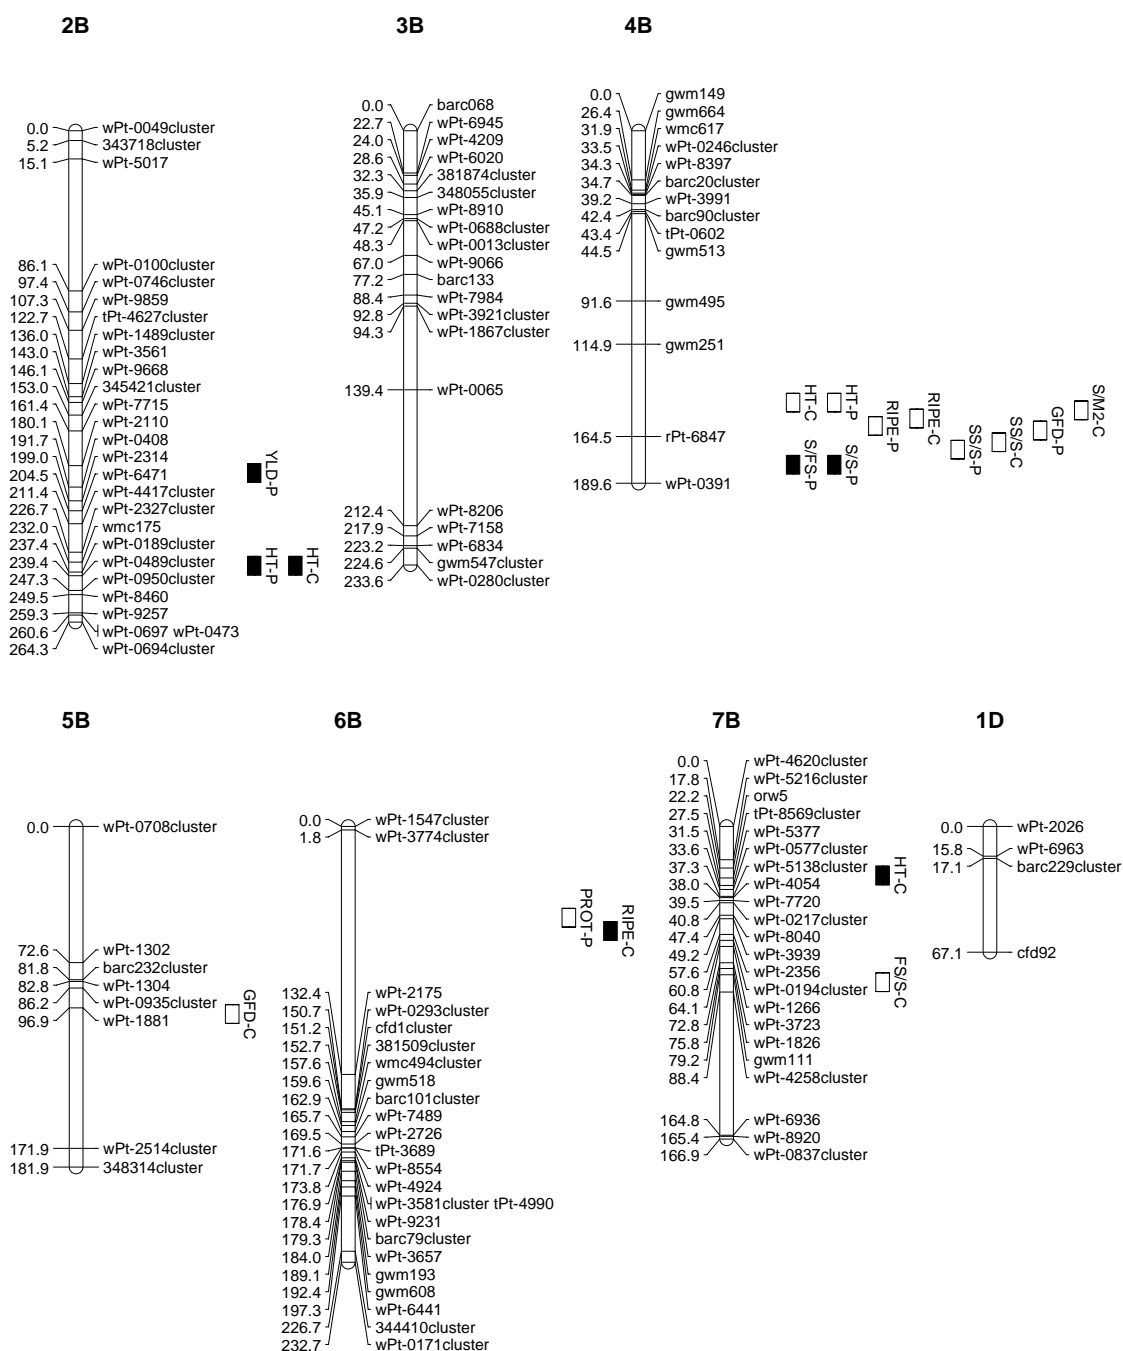 2B
0.0 wPt-0049cluster
5.2 343718cluster
15.1 wPt-5017
86.1 wPt-0100cluster
97.4 wPt-0746cluster
107.3 wPt-9859
122.7 tPt-4627cluster
136.0 wPt-1489cluster
143.0 wPt-3561
146.1 wPt-9668
153.0 345421cluster
161.4 wPt-7715
180.1 wPt-2110
191.7 wPt-0408
199.0 wPt-2314
204.5 wPt-6471
211.4 wPt-4417cluster
226.7 wPt-2327cluster
232.0 wmc175
237.4 wPt-0189cluster
239.4 wPt-0489cluster
247.3 wPt-0950cluster
249.5 wPt-8460
259.3 wPt-9257
260.6 wPt-0697 wPt-0473
264.3 wPt-0694cluster
YLD-P
HT-P
HT-C
3B
0.0 barc068
22.7 wPt-6945
24.0 wPt-4209
28.6 wPt-6020
32.3 381874cluster
35.9 348055cluster
45.1 wPt-8910
47.2 wPt-0688cluster
48.3 wPt-0013cluster
67.0 wPt-9066
77.2 barc133
88.4 wPt-7984
92.8 wPt-3921cluster
94.3 wPt-1867cluster
139.4 wPt-0065
212.4 wPt-8206
217.9 wPt-7158
223.2 wPt-6834
224.6 gwm547cluster
233.6 wPt-0280cluster
4B
0.0 gwm149
26.4 gwm664
31.9 wmc617
33.5 wPt-0246cluster
34.3 wPt-8397
34.7 barc20cluster
39.2 wPt-3991
42.4 barc90cluster
43.4 tPt-0602
44.5 gwm513
91.6 gwm495
114.9 gwm251
164.5 rPt-6847
189.6 wPt-0391
HT-C
HT-P
RIPE-P
RIPE-C
SS/S-P
SS/S-C
GFD-P
S/M2-C
S/FS-P
S/S-P
5B
0.0 wPt-0708cluster
72.6 wPt-1302
81.8 barc232cluster
82.8 wPt-1304
86.2 wPt-0935cluster
96.9 wPt-1881
171.9 wPt-2514cluster
181.9 348314cluster
GFD-C
6B
0.0 wPt-1547cluster
1.8 wPt-3774cluster
132.4 wPt-2175
150.7 wPt-0293cluster
151.2 cfd1cluster
152.7 381509cluster
157.6 wmc494cluster
159.6 gwm518
162.9 barc101cluster
165.7 wPt-7489
169.5 wPt-2726
171.6 tPt-3689
171.7 wPt-8554
173.8 wPt-4924
176.9 wPt-3581cluster tPt-4990
178.4 wPt-9231
179.3 barc79cluster
184.0 wPt-3657
189.1 gwm193
192.4 gwm608
197.3 wPt-6441
226.7 344410cluster
232.7 wPt-0171cluster
PROT-P
RIPE-C
7B
0.0 wPt-4620cluster
17.8 wPt-5216cluster
22.2 orw5
27.5 tPt-8569cluster
31.5 wPt-5377
33.6 wPt-0577cluster
37.3 wPt-5138cluster
38.0 wPt-4054
39.5 wPt-7720
40.8 wPt-0217cluster
47.4 wPt-8040
49.2 wPt-3939
57.6 wPt-2356
60.8 wPt-0194cluster
64.1 wPt-1266
72.8 wPt-3723
75.8 wPt-1826
79.2 gwm111
88.4 wPt-4258cluster
164.8 wPt-6936
165.4 wPt-8920
166.9 wPt-0837cluster
HT-C
FS/S-C
1D
0.0 wPt-2026
15.8 wPt-6963
17.1 barc229cluster
67.1 cfd92